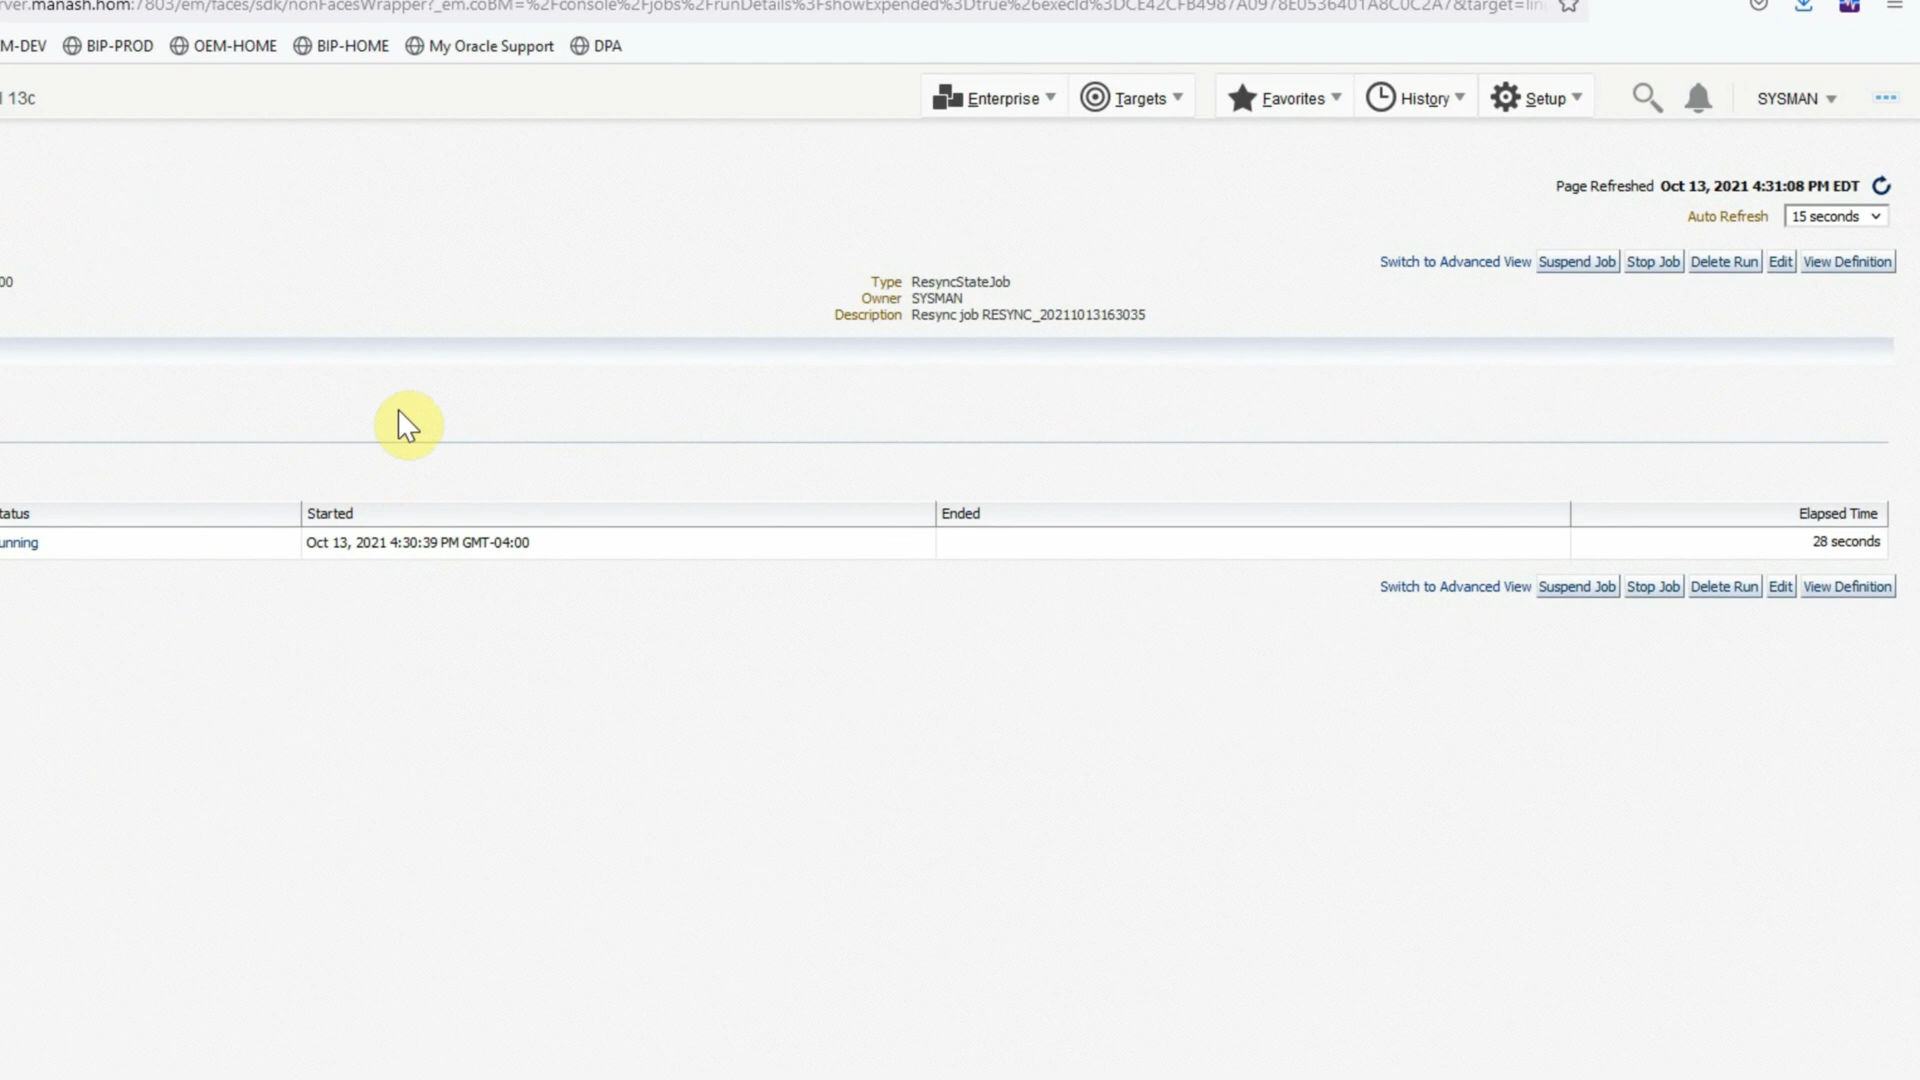 rver.manash.hom:7803/em/faces/sdk/nonFacesWrapper?_em.coBM=%2Fconsole%2Fjobs%2FrunDetails%3FshowExpended%3Dtrue%26execId%3DCE42CFB4987A0978E0536401A8C0C2A7&target=lin
M-DEV BIP-PROD OEM-HOME BIP-HOME My Oracle Support DPA
l 13c Enterprise Targets Favorites History Setup SYSMAN
Page Refreshed Oct 13, 2021 4:31:08 PM EDT
Auto Refresh 15 seconds
Switch to Advanced View Suspend Job Stop Job Delete Run Edit View Definition
00 Type ResyncStateJob
Owner SYSMAN
Description Resync job RESYNC_20211013163035
tatus Started Ended Elapsed Time
unning Oct 13, 2021 4:30:39 PM GMT-04:00 28 seconds
Switch to Advanced View Suspend Job Stop Job Delete Run Edit View Definition